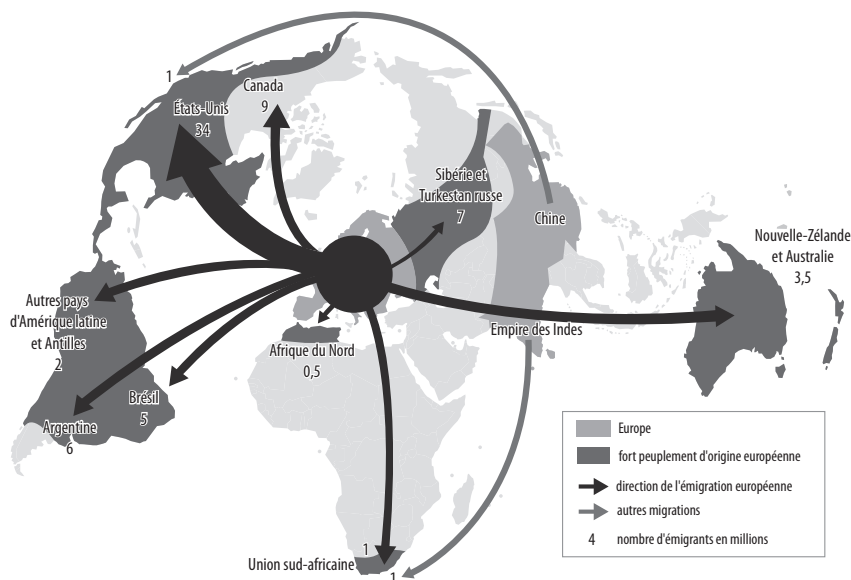 1
Canada
9
États-Unis
34
Sibérie et
Turkestan russe
7
Chine
Nouvelle-Zélande
et Australie
3,5
Autres pays
d'Amérique latine
et Antilles
2
Empire des Indes
Afrique du Nord
0,5
Brésil
5
Argentine
6
1
Union sud-africaine
1
Europe
fort peuplement d'origine européenne
direction de l'émigration européenne
autres migrations
4 nombre d'émigrants en millions